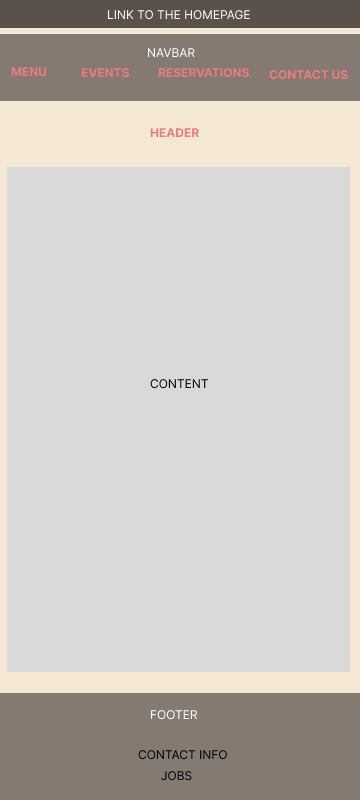 LINK TO THE HOMEPAGE
NAVBAR
MENU EVENTS RESERVATIONS CONTACT US
HEADER
CONTENT
FOOTER
CONTACT INFO
JOBS